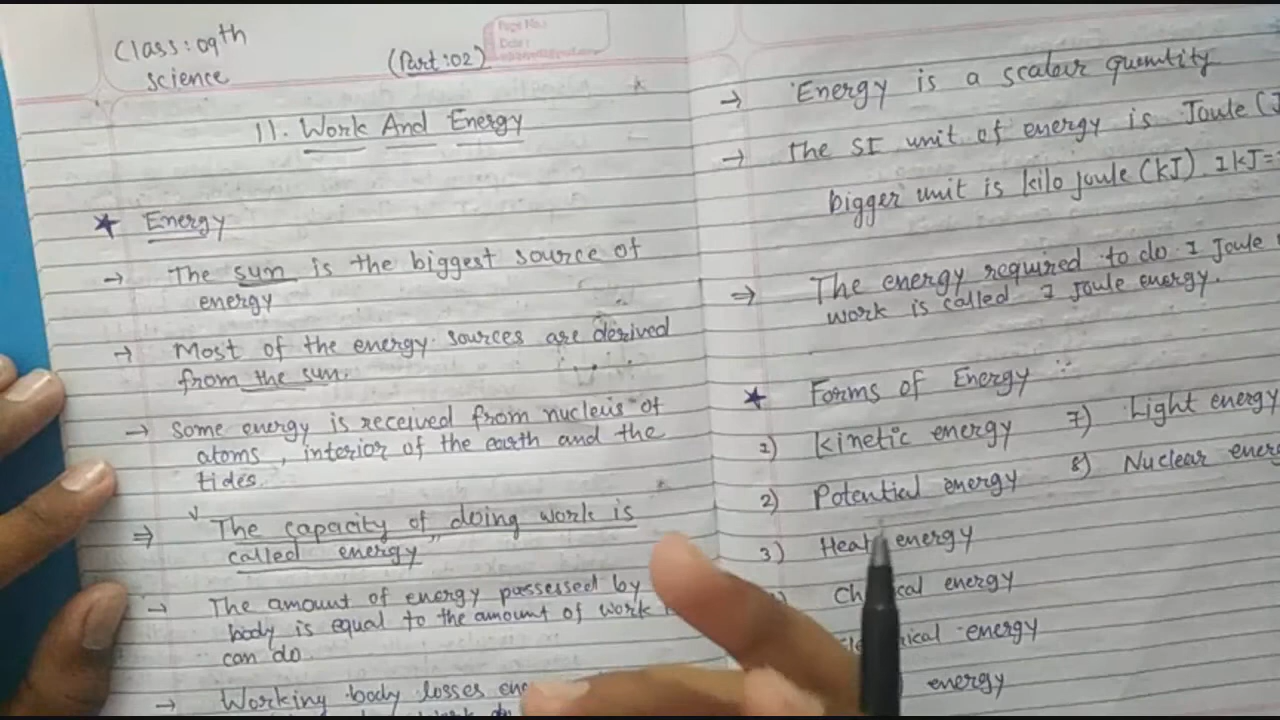 Class: 09th
Science
(Part:02)
Page No.:
Date:
11. Work And Energy
★ Energy
→ The sun is the biggest source of
energy
→ Most of the energy sources are derived
from the sun.
→ Some energy is received from nucleus of
atoms, interior of the earth and the
tides.
⇒ The capacity of doing work is
called energy"
→ The amount of energy passessed by
body is equal to the amount of work
can do
→ Working body losses
→ Energy is a scalar quantity
→ The SI unit of energy is Joule (J
bigger unit is kilo joule (kJ). 1 kJ =
⇒ The energy required to do 1 Joule
work is called 1 Joule energy.
★ Forms of Energy :-
1) Kinetic energy
2) Potential energy
3) Heat energy
energy
energy
energy
7) Light energy
8) Nuclear